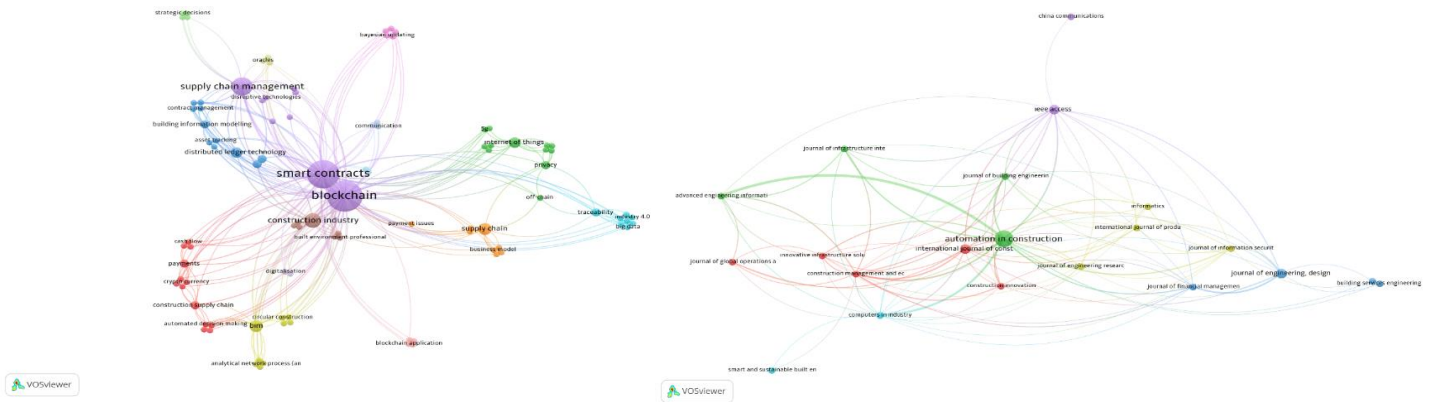 strategic decisions
bayesian updating
oracles
supply chain management
disruptive technologies
contract management
building information modelling
communication
asset tracking
distributed ledger technology
5g
internet of things
privacy
smart contracts
blockchain
off chain
construction industry
payment issues
traceability
industry 4.0
big data
supply chain
built environment professional
cash flow
business model
payments
digitalisation
cryptocurrency
construction supply chain
circular construction
automated decision making
bim
blockchain application
analytical network process (an
VOSviewer
china communications
ieee access
journal of infrastructure inte
journal of building engineerin
advanced engineering informati
informatics
international journal of produ
automation in construction
international journal of const
journal of information securit
innovative infrastructure solu
journal of global operations a
construction management and ec
journal of engineering researc
journal of engineering, design
building services engineering
construction innovation
journal of financial managemen
computers in industry
smart and sustainable built en
VOSviewer